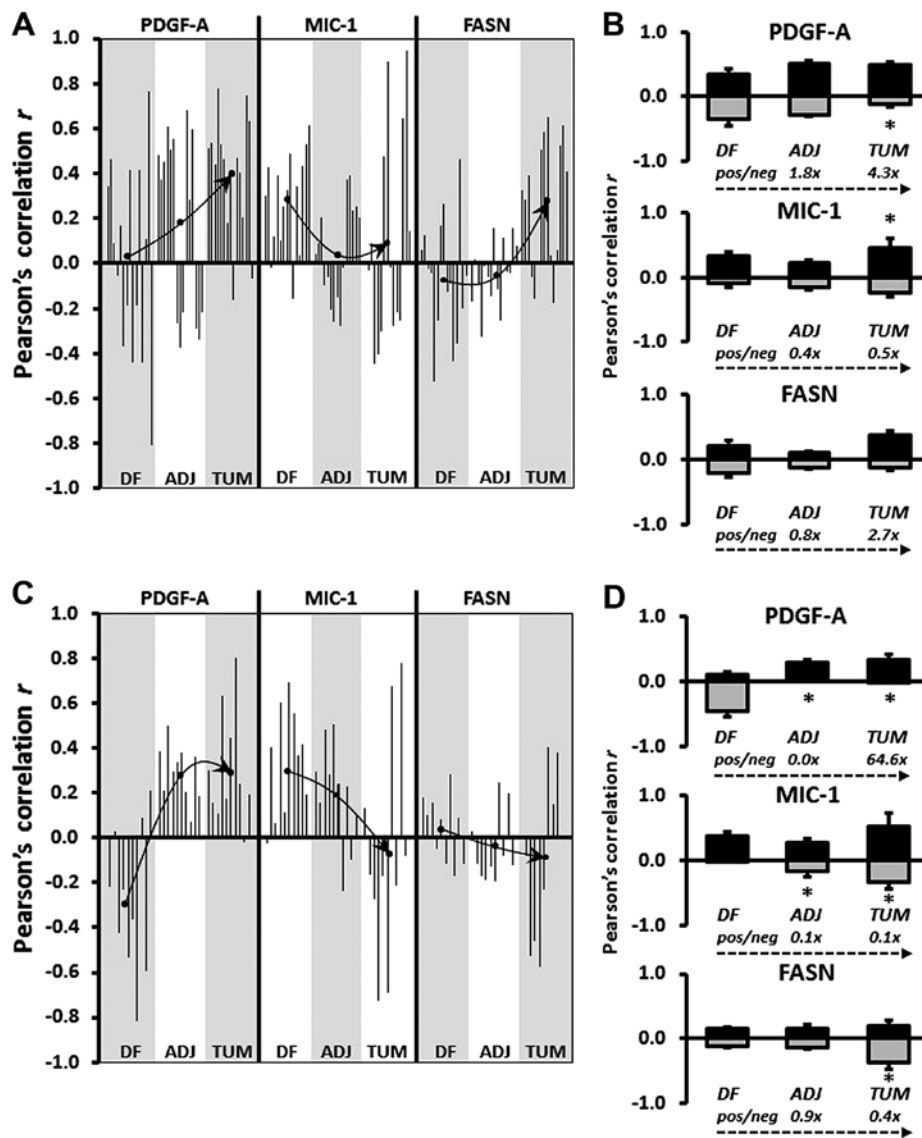 A
PDGF-A MIC-1 FASN
Pearson's correlation r
1.0
0.8
0.6
0.4
0.2
0.0
-0.2
-0.4
-0.6
-0.8
-1.0
DF ADJ TUM DF ADJ TUM DF ADJ TUM
B
Pearson's correlation r
PDGF-A
1.0
0.0
-1.0
*
DF ADJ TUM
pos/neg 1.8x 4.3x
MIC-1
1.0
0.0
-1.0
*
DF ADJ TUM
pos/neg 0.4x 0.5x
FASN
1.0
0.0
-1.0
DF ADJ TUM
pos/neg 0.8x 2.7x
C
PDGF-A MIC-1 FASN
Pearson's correlation r
1.0
0.8
0.6
0.4
0.2
0.0
-0.2
-0.4
-0.6
-0.8
-1.0
DF ADJ TUM DF ADJ TUM DF ADJ TUM
D
Pearson's correlation r
PDGF-A
1.0
0.0
-1.0
* *
DF ADJ TUM
pos/neg 0.0x 64.6x
MIC-1
1.0
0.0
-1.0
* *
DF ADJ TUM
pos/neg 0.1x 0.1x
FASN
1.0
0.0
-1.0
*
DF ADJ TUM
pos/neg 0.9x 0.4x